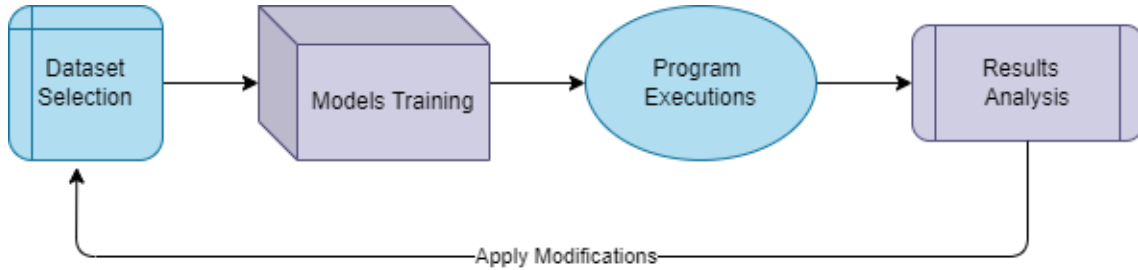 Dataset
Selection
Models Training
Program
Executions
Results
Analysis
Apply Modifications